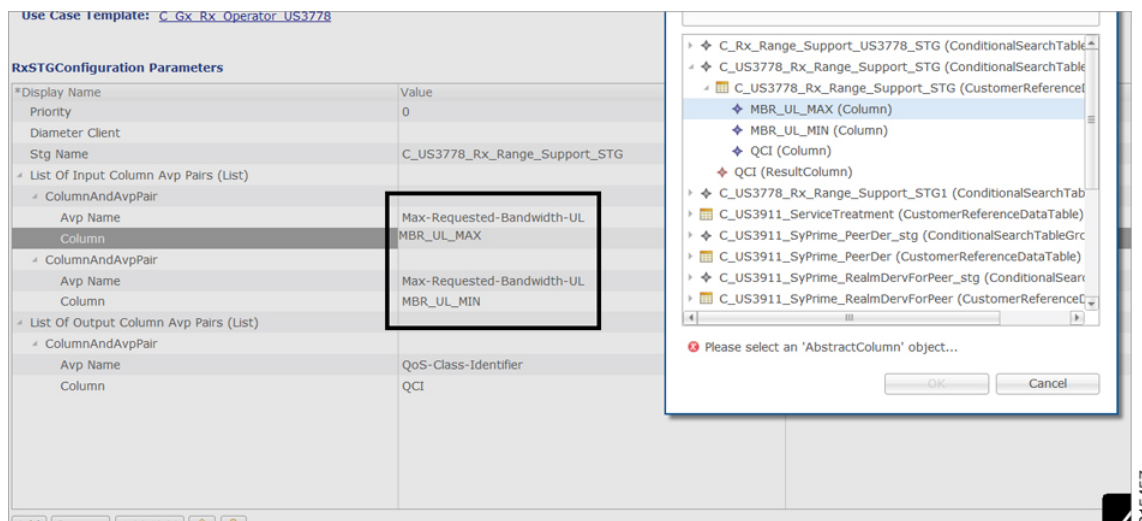 Use Case Template: C_Gx_Rx_Operator_US3778
RxSTGConfiguration Parameters
*Display Name Value
Priority 0
Diameter Client
Stg Name C_US3778_Rx_Range_Support_STG
List Of Input Column Avp Pairs (List)
ColumnAndAvpPair
Avp Name Max-Requested-Bandwidth-UL
Column MBR_UL_MAX
ColumnAndAvpPair
Avp Name Max-Requested-Bandwidth-UL
Column MBR_UL_MIN
List Of Output Column Avp Pairs (List)
ColumnAndAvpPair
Avp Name QoS-Class-Identifier
Column QCI
C_Rx_Range_Support_US3778_STG (ConditionalSearchTable
C_US3778_Rx_Range_Support_STG (ConditionalSearchTable
C_US3778_Rx_Range_Support_STG (CustomerReferenceD
MBR_UL_MAX (Column)
MBR_UL_MIN (Column)
QCI (Column)
QCI (ResultColumn)
C_US3778_Rx_Range_Support_STG1 (ConditionalSearchTab
C_US3911_ServiceTreatment (CustomerReferenceDataTable)
C_US3911_SyPrime_PeerDer_stg (ConditionalSearchTableGro
C_US3911_SyPrime_PeerDer (CustomerReferenceDataTable)
C_US3911_SyPrime_RealmDervForPeer_stg (ConditionalSearc
C_US3911_SyPrime_RealmDervForPeer (CustomerReferenceD
Please select an 'AbstractColumn' object...
OK Cancel